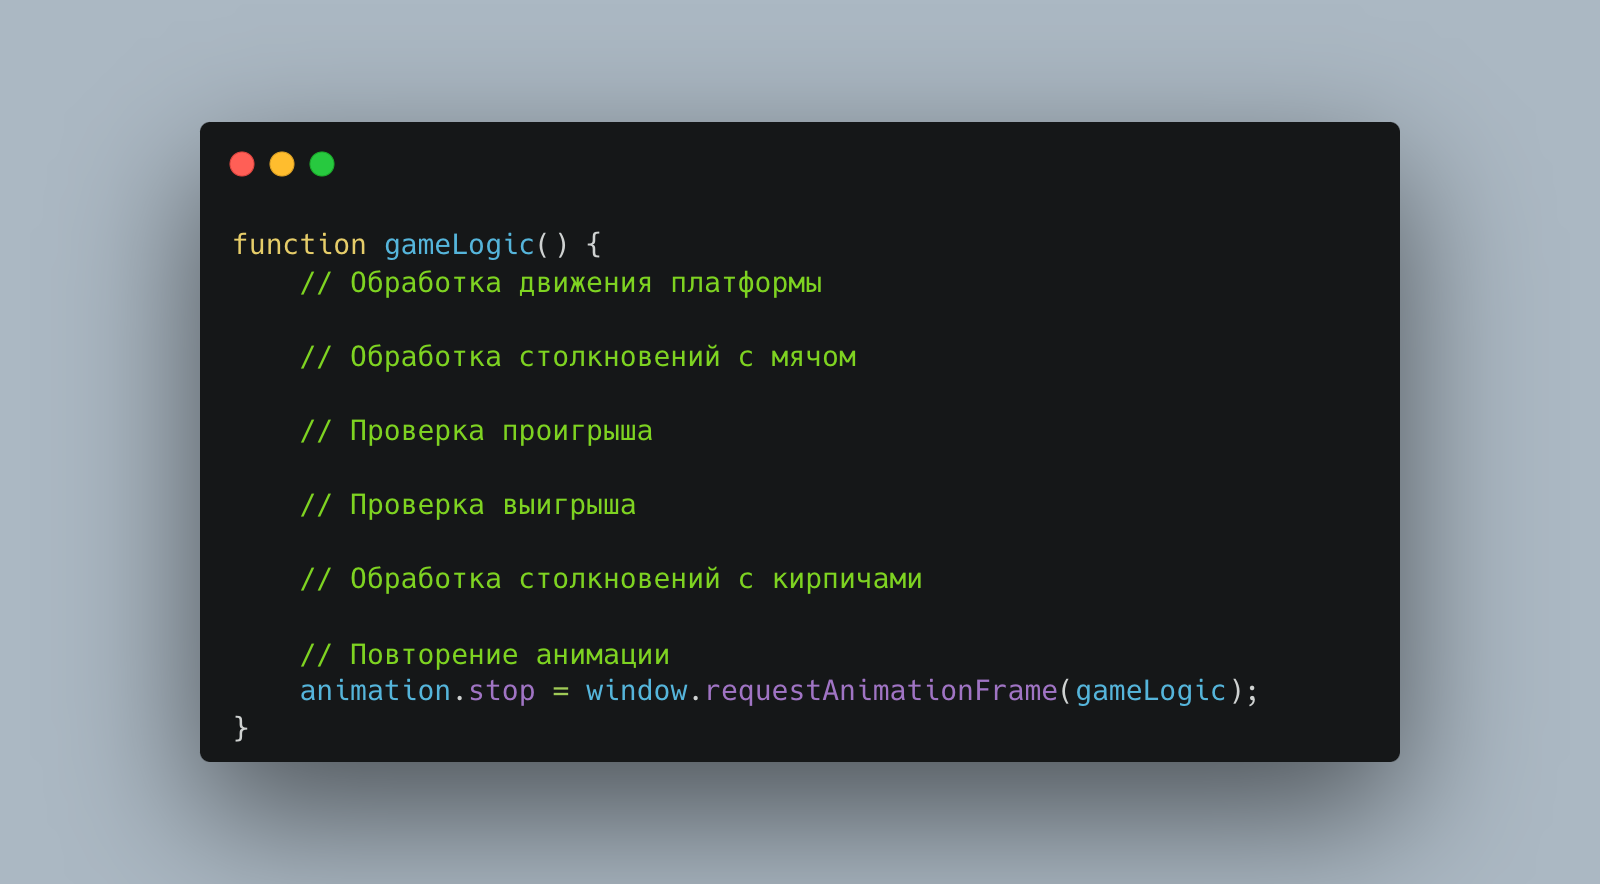 function gameLogic() {
    // Обработка движения платформы
    // Обработка столкновений с мячом
    // Проверка проигрыша
    // Проверка выигрыша
    // Обработка столкновений с кирпичами
    // Повторение анимации
    animation.stop = window.requestAnimationFrame(gameLogic);
}